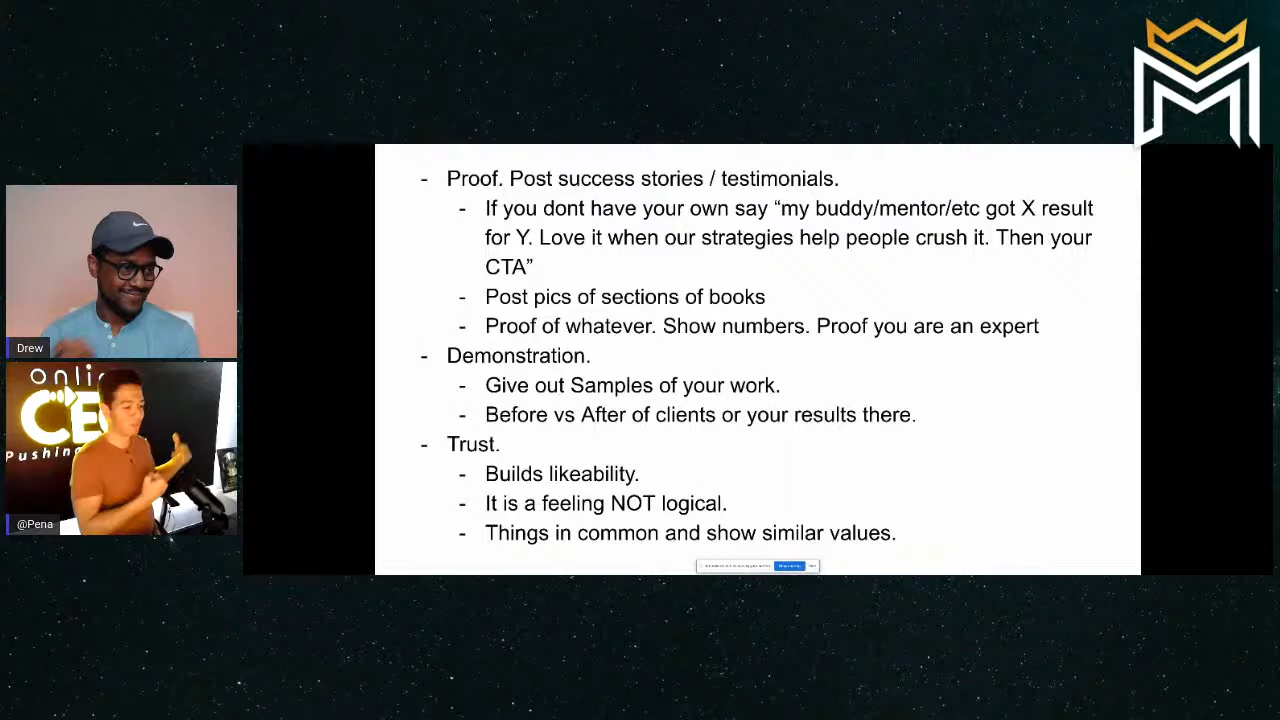 - Proof. Post success stories / testimonials.
- If you dont have your own say “my buddy/mentor/etc got X result
for Y. Love it when our strategies help people crush it. Then your
CTA”
- Post pics of sections of books
- Proof of whatever. Show numbers. Proof you are an expert
- Demonstration.
- Give out Samples of your work.
- Before vs After of clients or your results there.
- Trust.
- Builds likeability.
- It is a feeling NOT logical.
- Things in common and show similar values.
Drew
onli
CE
Pushing
@Pena
M